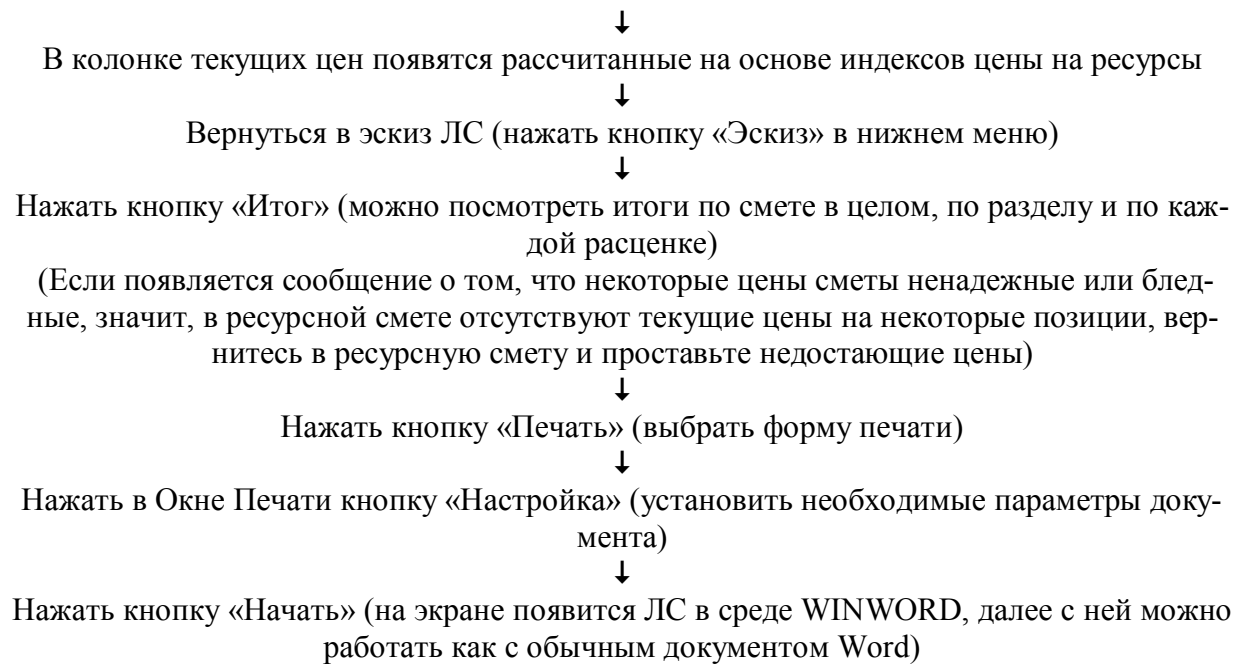 ↓
В колонке текущих цен появятся рассчитанные на основе индексов цены на ресурсы
↓
Вернуться в эскиз ЛС (нажать кнопку «Эскиз» в нижнем меню)
↓
Нажать кнопку «Итог» (можно посмотреть итоги по смете в целом, по разделу и по каж-
дой расценке)
(Если появляется сообщение о том, что некоторые цены сметы ненадежные или блед-
ные, значит, в ресурсной смете отсутствуют текущие цены на некоторые позиции, вер-
нитесь в ресурсную смету и проставьте недостающие цены)
↓
Нажать кнопку «Печать» (выбрать форму печати)
↓
Нажать в Окне Печати кнопку «Настройка» (установить необходимые параметры доку-
мента)
↓
Нажать кнопку «Начать» (на экране появится ЛС в среде WINWORD, далее с ней можно
работать как с обычным документом Word)